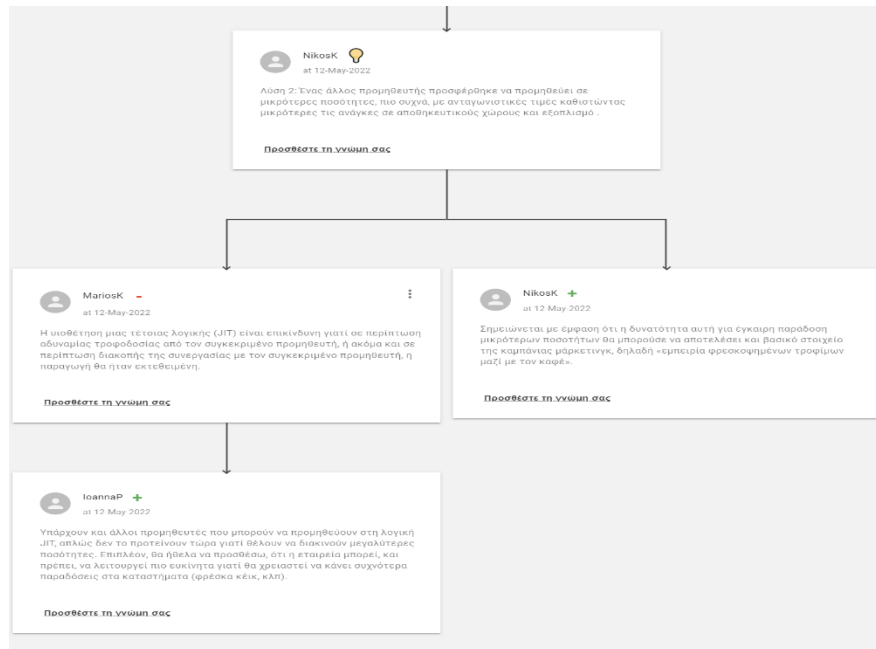 NikosK
at 12-May-2022
Λύση 2: Ένας άλλος προμηθευτής προσφέρθηκε να προμηθεύει σε
μικρότερες ποσότητες, πιο συχνά, με ανταγωνιστικές τιμές καθιστώντας
μικρότερες τις ανάγκες σε αποθηκευτικούς χώρους και εξοπλισμό .
Προσθέστε τη γνώμη σας
MariosK -
at 12-May-2022
Η υιοθέτηση μιας τέτοιας λογικής (JIT) είναι επικίνδυνη γιατί σε περίπτωση
αδυναμίας τροφοδοσίας από τον συγκεκριμένο προμηθευτή, ή ακόμα και σε
περίπτωση διακοπής της συνεργασίας με τον συγκεκριμένο προμηθευτή, η
παραγωγή θα ήταν εκτεθειμένη.
Προσθέστε τη γνώμη σας
NikosK +
at 12-May-2022
Σημειώνεται με έμφαση ότι η δυνατότητα αυτή για έγκαιρη παράδοση
μικρότερων ποσοτήτων θα μπορούσε να αποτελέσει και βασικό στοιχείο
της καμπάνιας μάρκετινγκ, δηλαδή «εμπειρία φρεσκοψημένων τροφίμων
μαζί με τον καφέ».
Προσθέστε τη γνώμη σας
IoannaP +
at 12-May-2022
Υπάρχουν και άλλοι προμηθευτές που μπορούν να προμηθεύουν στη λογική
JIT, απλώς δεν το προτείνουν τώρα γιατί θέλουν να διακινούν μεγαλύτερες
ποσότητες. Επιπλέον, θα ήθελα να προσθέσω, ότι η εταιρεία μπορεί, και
πρέπει, να λειτουργεί πιο ευκίνητα γιατί θα χρειαστεί να κάνει συχνότερα
παραδόσεις στα καταστήματα (φρέσκα κέικ, κλπ).
Προσθέστε τη γνώμη σας